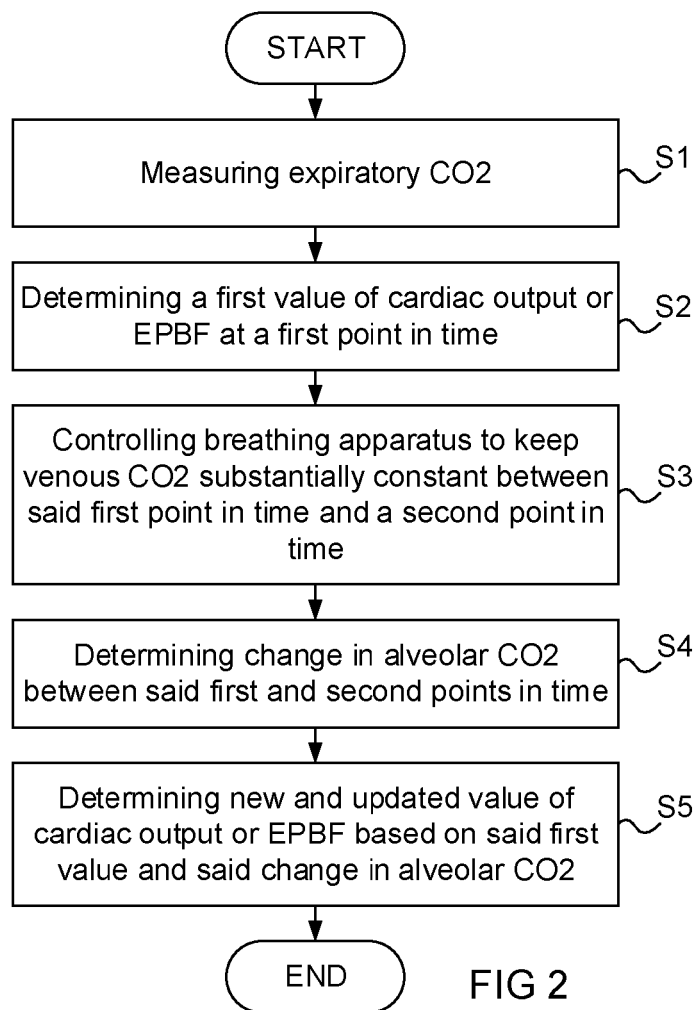 START
Measuring expiratory CO2
S1
Determining a first value of cardiac output or
EPBF at a first point in time
S2
Controlling breathing apparatus to keep
venous CO2 substantially constant between
said first point in time and a second point in
time
S3
Determining change in alveolar CO2
between said first and second points in time
S4
Determining new and updated value of
cardiac output or EPBF based on said first
value and said change in alveolar CO2
S5
END
FIG 2